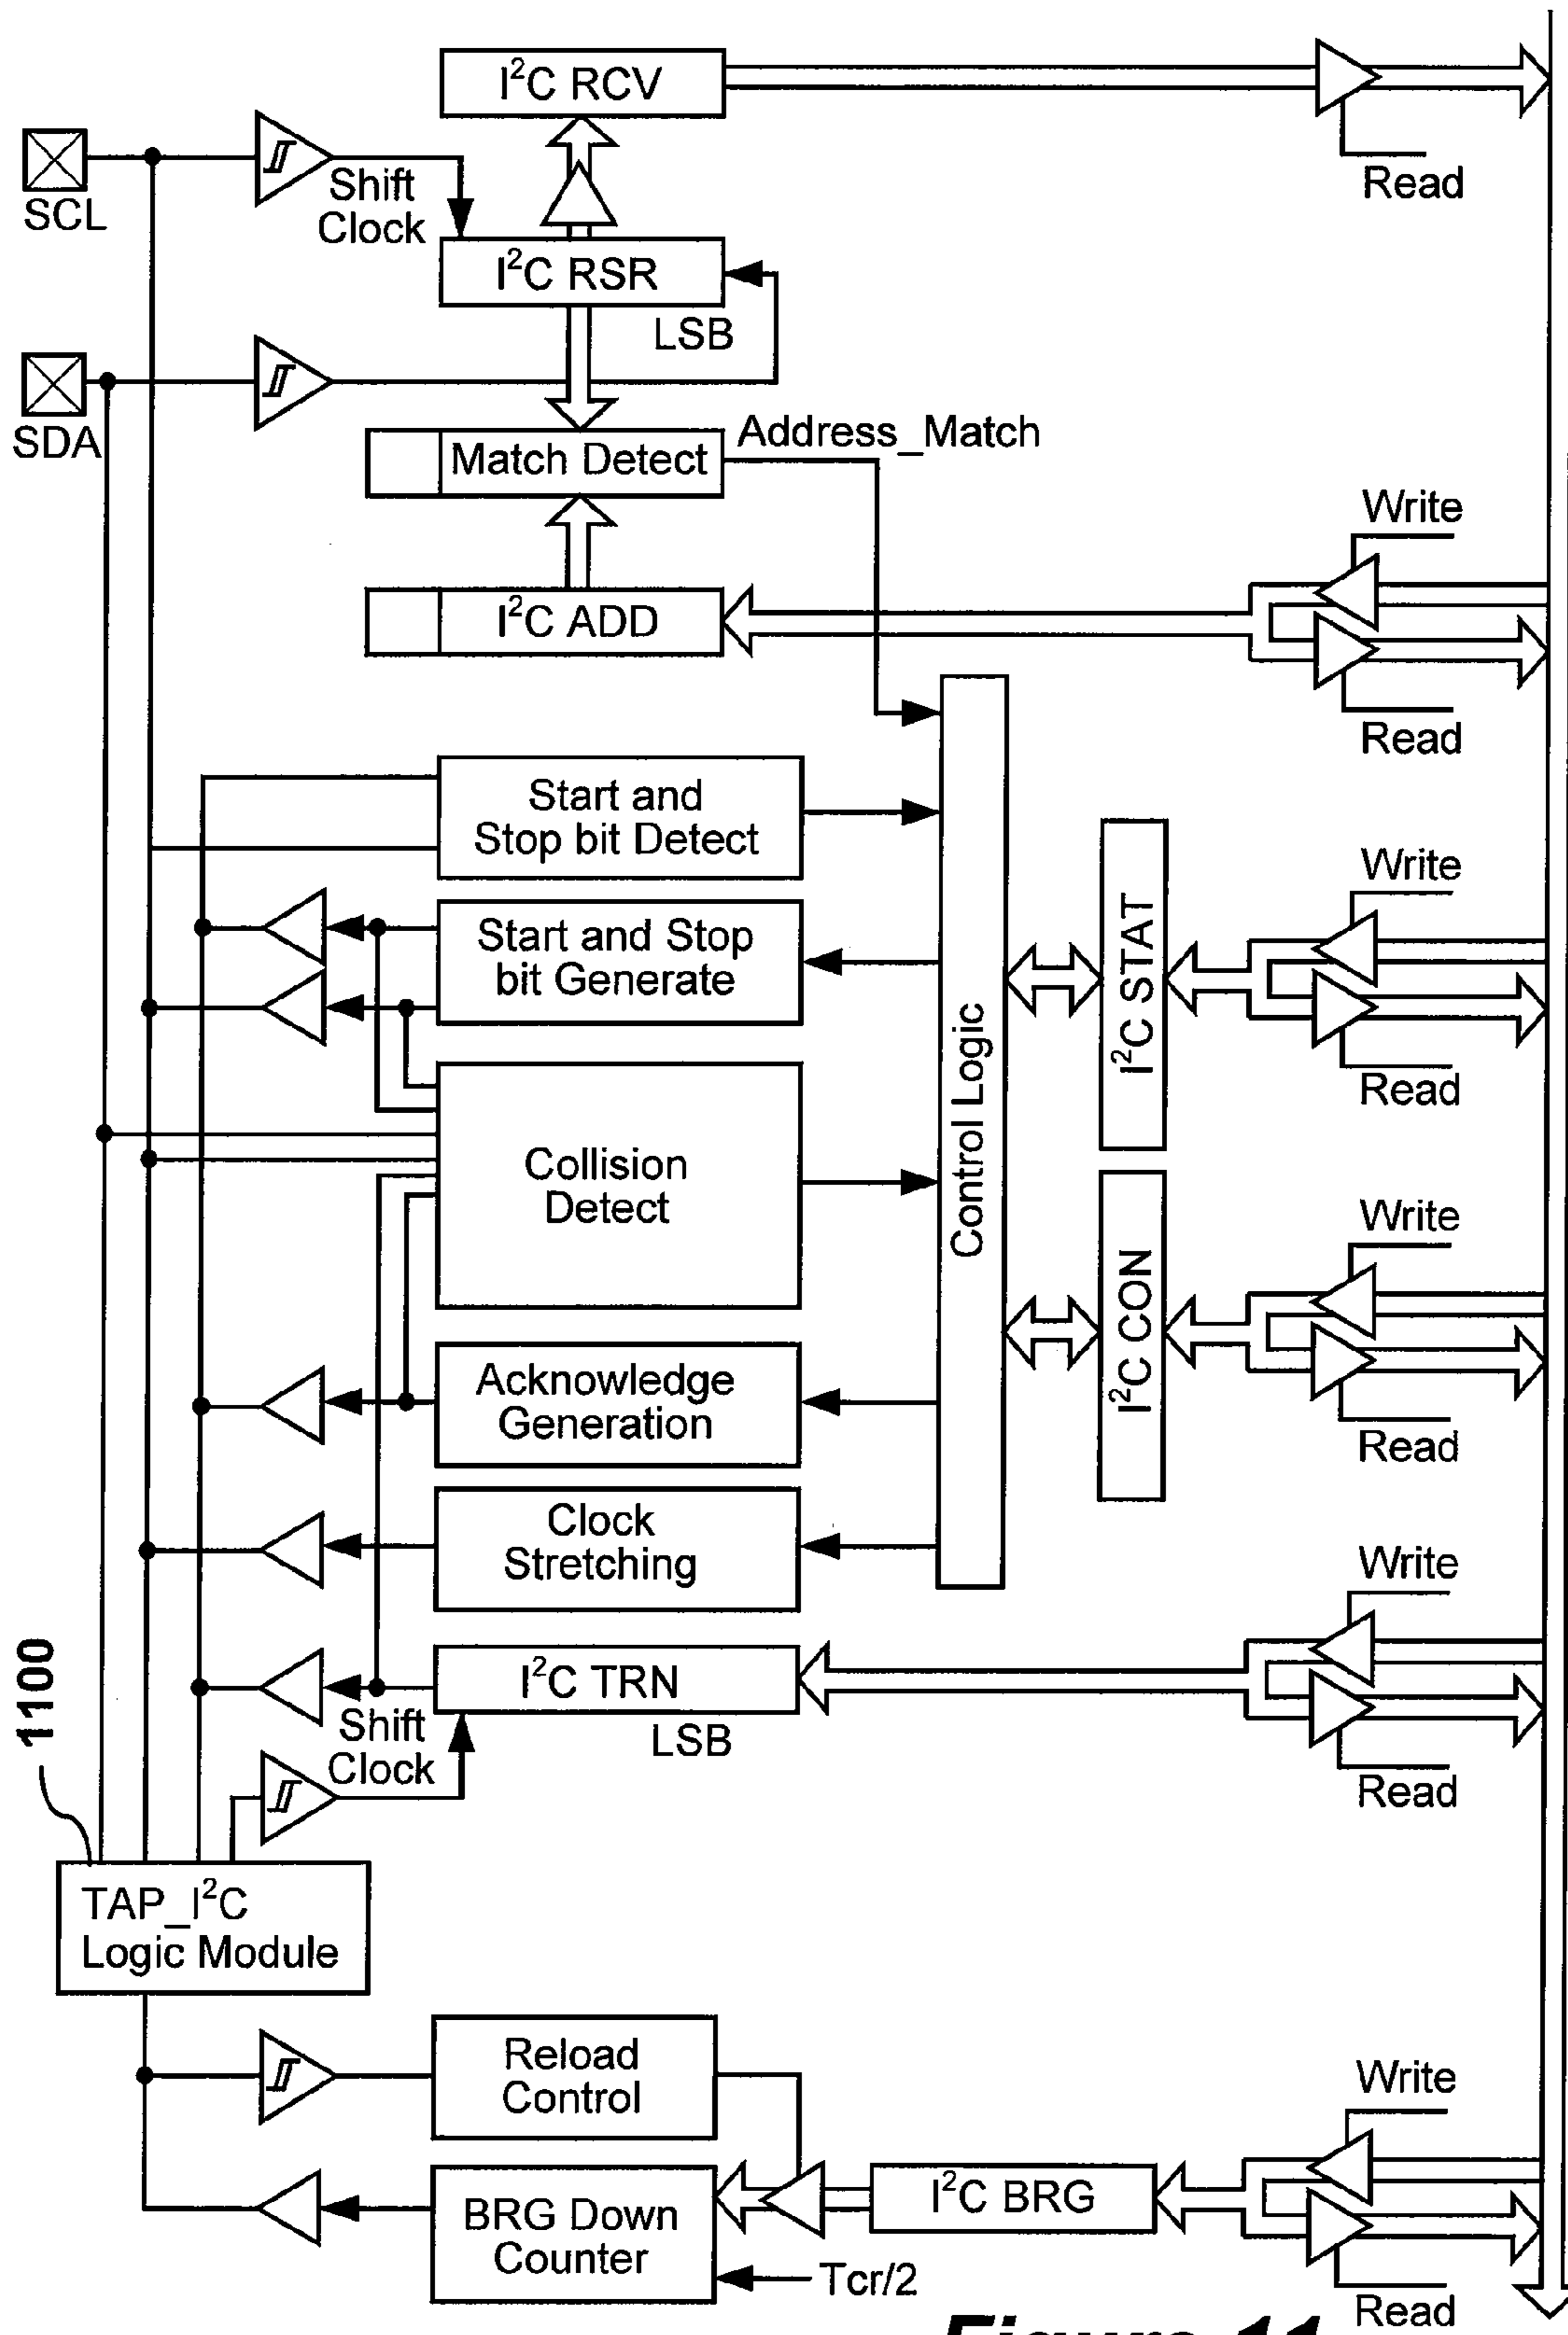 I²C RCV
Read
SCL
Shift
Clock
I²C RSR
LSB
SDA
Address_Match
Match Detect
Write
I²C ADD
Read
Start and
Stop bit Detect
Write
Start and Stop
bit Generate
I²C STAT
Read
Control Logic
Collision
Detect
Write
I²C CON
Acknowledge
Generation
Read
Clock
Stretching
Write
1100
I²C TRN
Shift
Clock
LSB
Read
TAP_I²C
Logic Module
Reload
Control
Write
I²C BRG
BRG Down
Counter
Tcr/2
Read
Figure 11